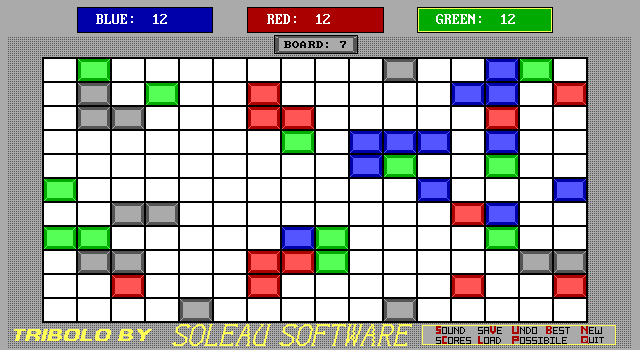 BLUE: 12 RED: 12 GREEN: 12
BOARD: 7
TRIBOLO BY SOLEAU SOFTWARE
SOUND SAVE UNDO BEST NEW
SCORES LOAD POSSIBILE QUIT